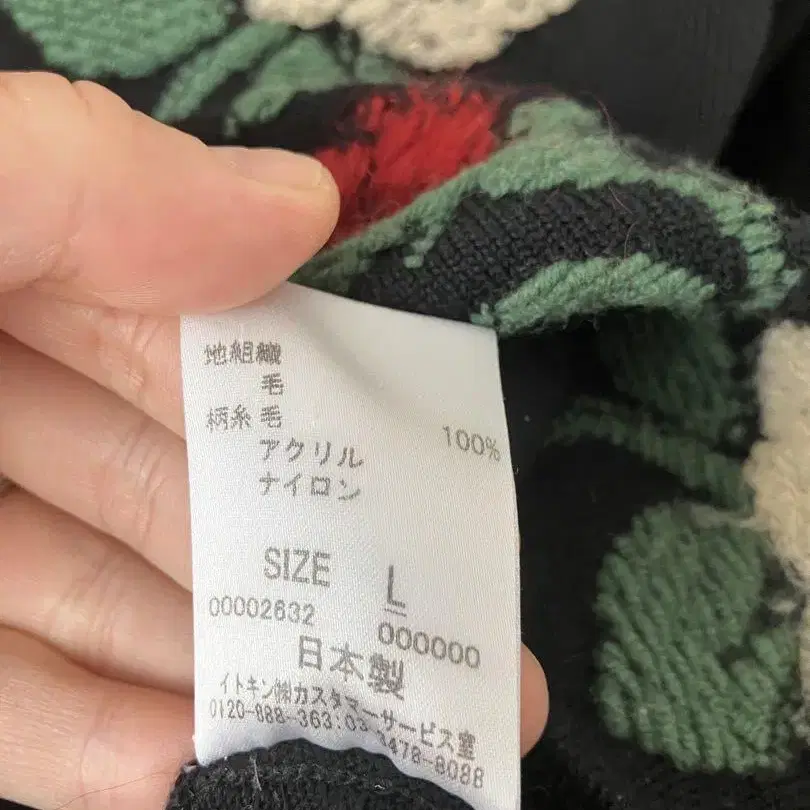 地組織
毛 100%
柄糸 毛
アクリル
ナイロン
SIZE L
00002632 000000
日本製
イトキン㈱カスタマーサービス室
0120-888-363:03-3478-8088